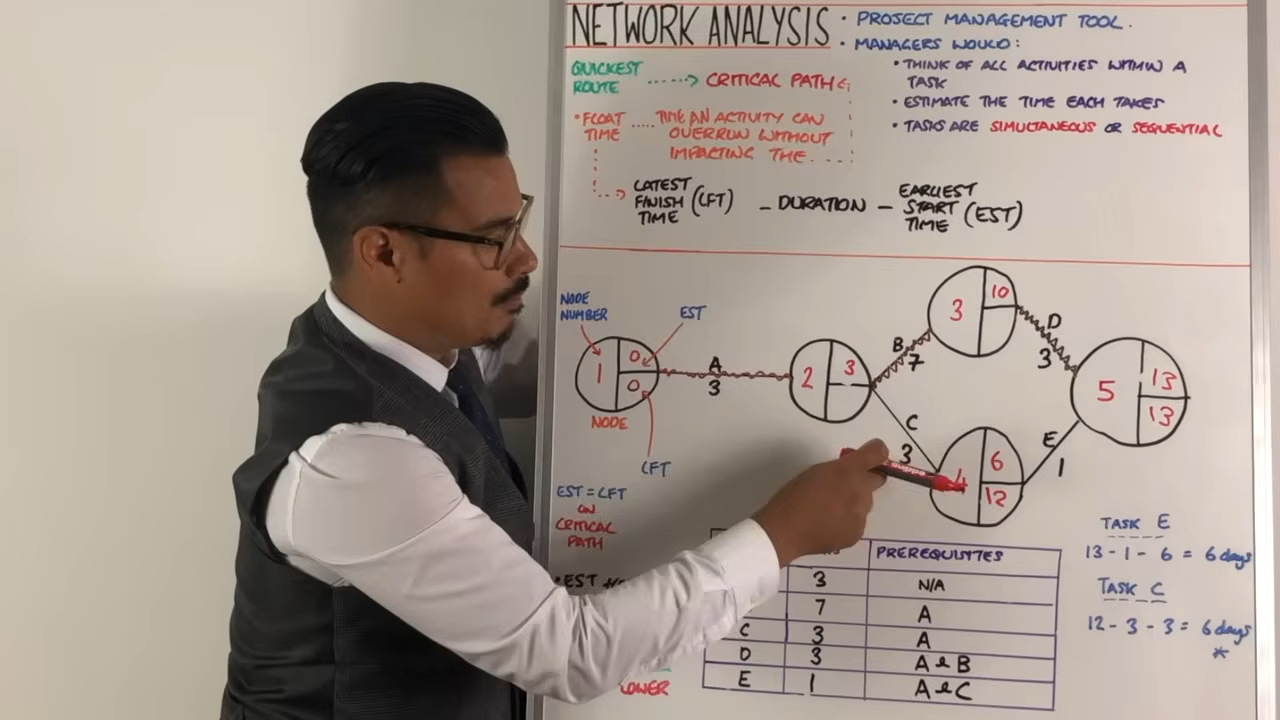 NETWORK ANALYSIS
• PROJECT MANAGEMENT TOOL.
• MANAGERS WOULD:
• THINK OF ALL ACTIVITIES WITHIN A
TASK
• ESTIMATE THE TIME EACH TAKES
• TASKS ARE SIMULTANEOUS OR SEQUENTIAL
QUICKEST
ROUTE
CRITICAL PATH
• FLOAT
TIME
TIME AN ACTIVITY CAN
OVERRUN WITHOUT
IMPACTING THE
LATEST
FINISH (LFT)
TIME
– DURATION –
EARLIEST
START (EST)
TIME
NODE
NUMBER
EST
1
0
0
NODE
LFT
A
3
2
3
B
7
3
10
D
3
C
3
4
6
12
E
1
5
13
13
EST = LFT
ON
CRITICAL
PATH
• EST
LOWER
PREREQUISITES
3 N/A
7 A
C 3 A
D 3 A & B
E 1 A & C
TASK E
13 - 1 - 6 = 6 days
TASK C
12 - 3 - 3 = 6 days
*